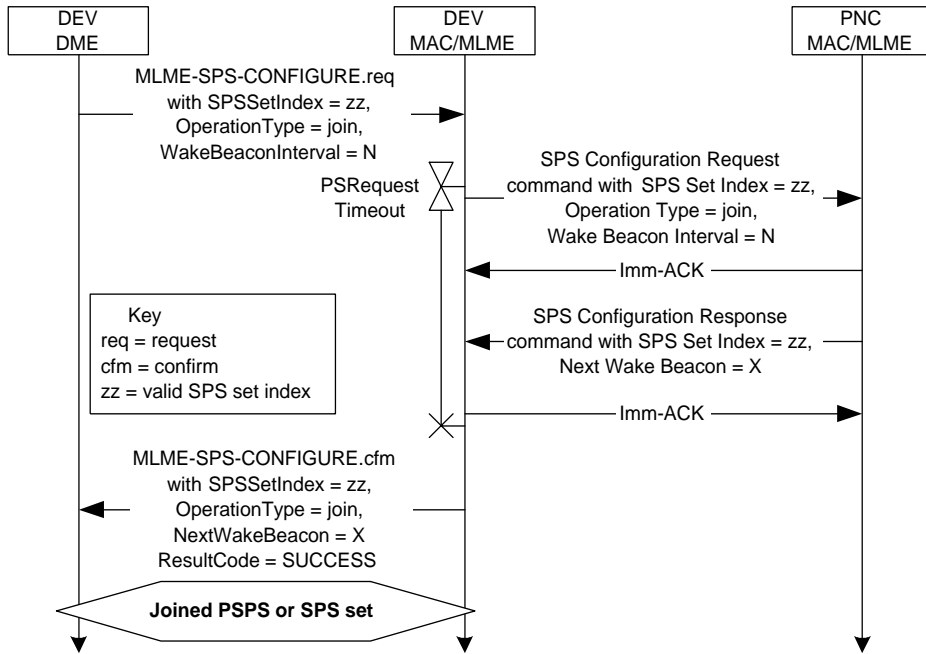 DEV
DME
DEV
MAC/MLME
PNC
MAC/MLME
MLME-SPS-CONFIGURE.req
with SPSSetIndex = zz,
OperationType = join,
WakeBeaconInterval = N
PSRequest
Timeout
SPS Configuration Request
command with SPS Set Index = zz,
Operation Type = join,
Wake Beacon Interval = N
Imm-ACK
Key
req = request
cfm = confirm
zz = valid SPS set index
SPS Configuration Response
command with SPS Set Index = zz,
Next Wake Beacon = X
Imm-ACK
MLME-SPS-CONFIGURE.cfm
with SPSSetIndex = zz,
OperationType = join,
NextWakeBeacon = X
ResultCode = SUCCESS
Joined PSPS or SPS set